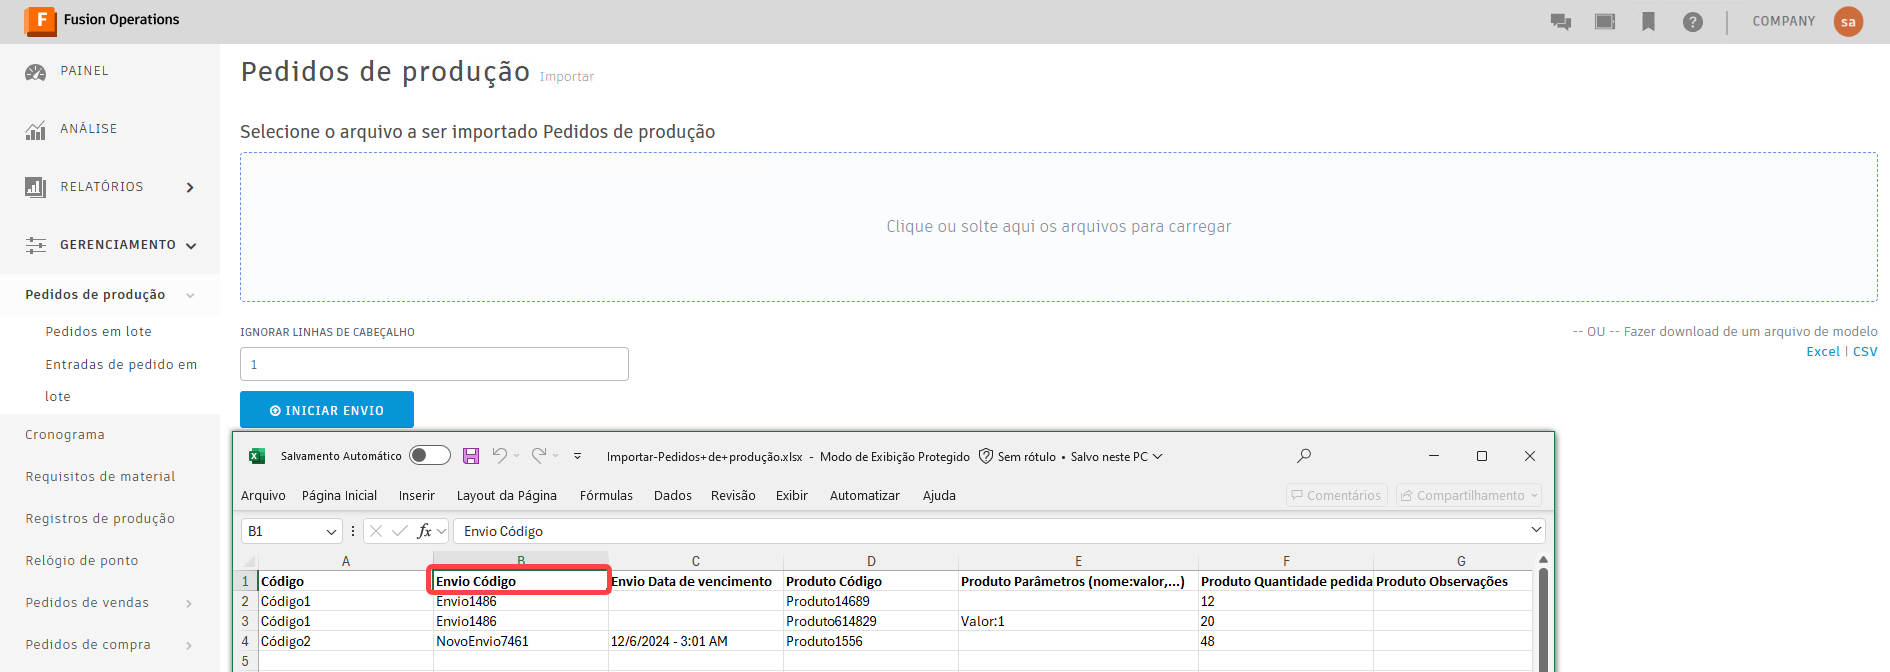 F Fusion Operations
COMPANY sa
PAINEL
ANÁLISE
RELATÓRIOS
GERENCIAMENTO
Pedidos de produção
Pedidos em lote
Entradas de pedido em
lote
Cronograma
Requisitos de material
Registros de produção
Relógio de ponto
Pedidos de vendas
Pedidos de compra
Pedidos de produção Importar
Selecione o arquivo a ser importado Pedidos de produção
Clique ou solte aqui os arquivos para carregar
IGNORAR LINHAS DE CABEÇALHO
1
-- OU -- Fazer download de um arquivo de modelo
Excel | CSV
INICIAR ENVIO
Salvamento Automático Importar-Pedidos+de+produção.xlsx - Modo de Exibição Protegido Sem rótulo • Salvo neste PC
Arquivo Página Inicial Inserir Layout da Página Fórmulas Dados Revisão Exibir Automatizar Ajuda Comentários Compartilhamento
B1 fx Envio Código
A B C D E F G
1 Código Envio Código Envio Data de vencimento Produto Código Produto Parâmetros (nome:valor,...) Produto Quantidade pedida Produto Observações
2 Código1 Envio1486 Produto14689 12
3 Código1 Envio1486 Produto614829 Valor:1 20
4 Código2 NovoEnvio7461 12/6/2024 - 3:01 AM Produto1556 48
5